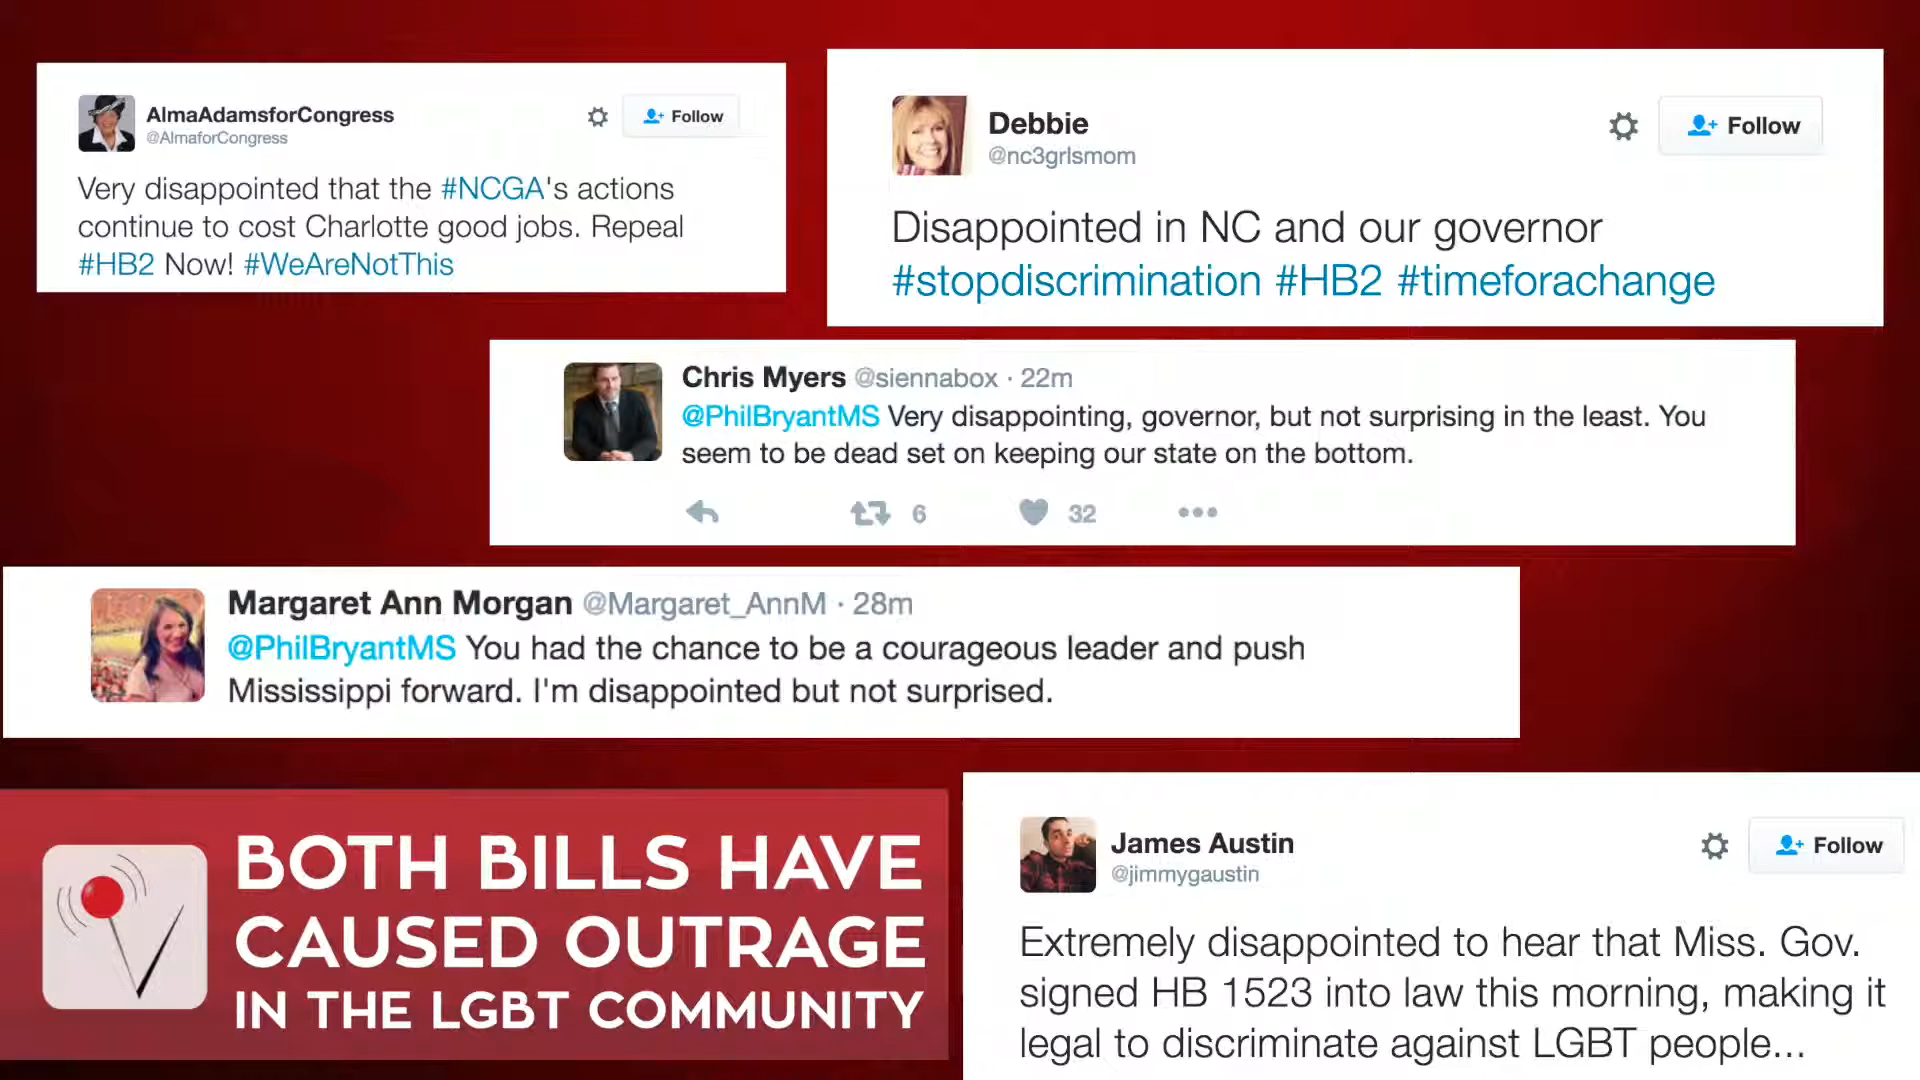 AlmaAdamsforCongress
@AlmaforCongress
Follow
Very disappointed that the #NCGA's actions
continue to cost Charlotte good jobs. Repeal
#HB2 Now! #WeAreNotThis
Debbie
@nc3grlsmom
Follow
Disappointed in NC and our governor
#stopdiscrimination #HB2 #timeforachange
Chris Myers @siennabox · 22m
@PhilBryantMS Very disappointing, governor, but not surprising in the least. You
seem to be dead set on keeping our state on the bottom.
6 32
Margaret Ann Morgan @Margaret_AnnM · 28m
@PhilBryantMS You had the chance to be a courageous leader and push
Mississippi forward. I'm disappointed but not surprised.
BOTH BILLS HAVE
CAUSED OUTRAGE
IN THE LGBT COMMUNITY
James Austin
@jimmygaustin
Follow
Extremely disappointed to hear that Miss. Gov.
signed HB 1523 into law this morning, making it
legal to discriminate against LGBT people...